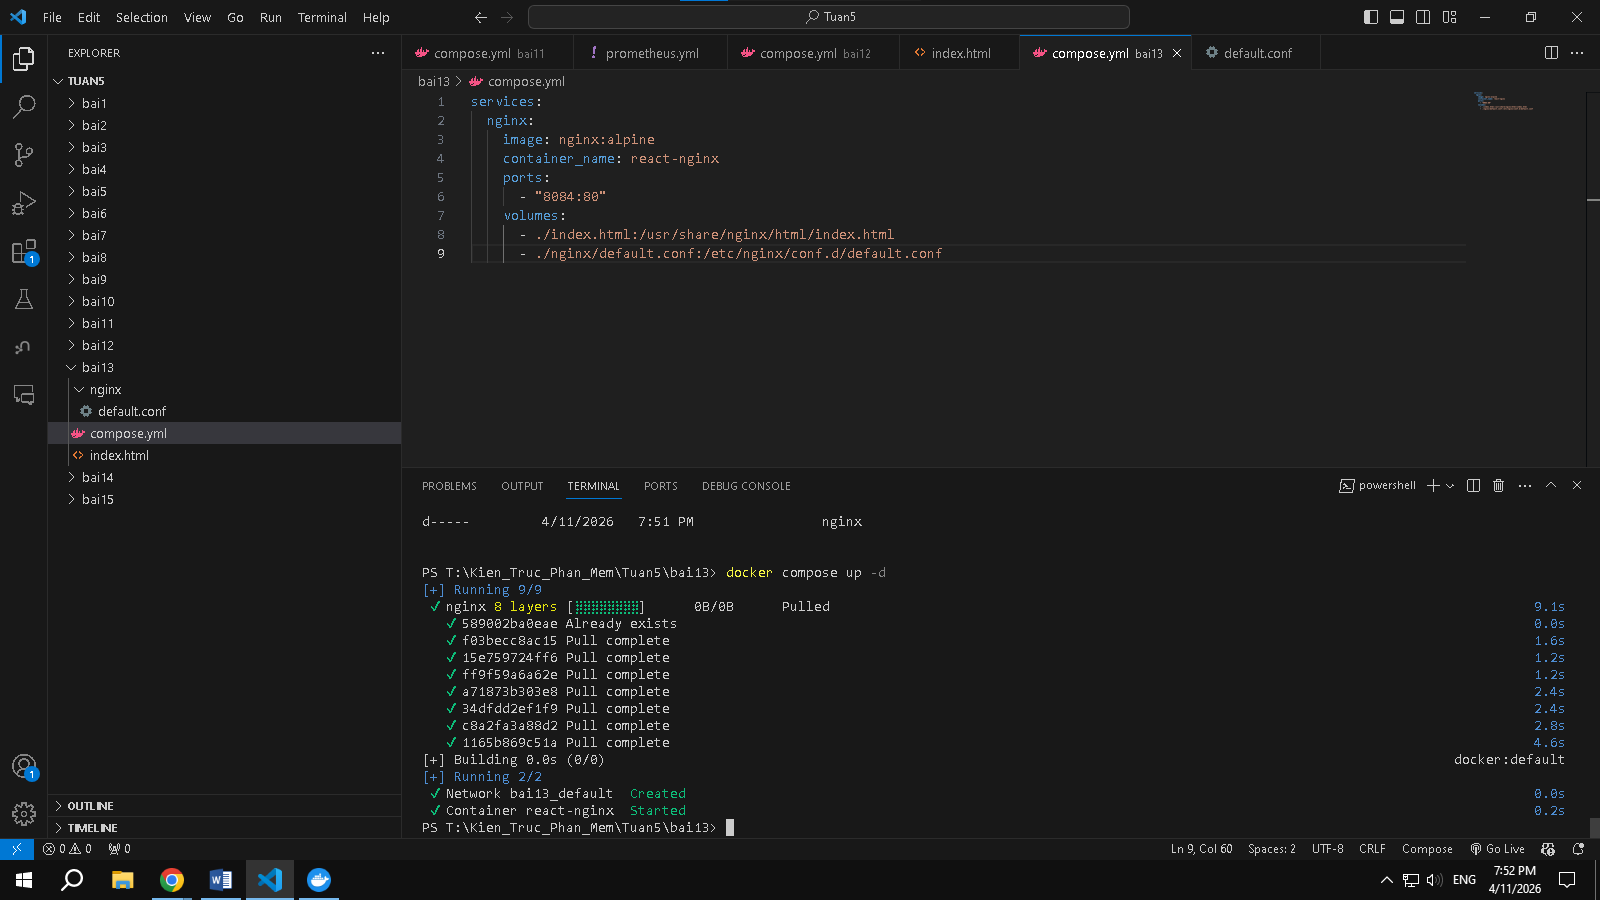 File Edit Selection View Go Run Terminal Help
Tuan5
EXPLORER
TUAN5
bai1
bai2
bai3
bai4
bai5
bai6
bai7
bai8
bai9
bai10
bai11
bai12
bai13
nginx
default.conf
compose.yml
index.html
bai14
bai15
OUTLINE
TIMELINE
1
1
compose.yml bai11
! prometheus.yml
compose.yml bai12
index.html
compose.yml bai13
default.conf
bai13 > compose.yml
1 services:
2 nginx:
3 image: nginx:alpine
4 container_name: react-nginx
5 ports:
6 - "8084:80"
7 volumes:
8 - ./index.html:/usr/share/nginx/html/index.html
9 - ./nginx/default.conf:/etc/nginx/conf.d/default.conf
PROBLEMS OUTPUT TERMINAL PORTS DEBUG CONSOLE
powershell
d----- 4/11/2026 7:51 PM nginx
PS T:\Kien_Truc_Phan_Mem\Tuan5\bai13> docker compose up -d
[+] Running 9/9
✓ nginx 8 layers [⣿⣿⣿⣿⣿⣿⣿⣿] 0B/0B Pulled 9.1s
✓ 589002ba0eae Already exists 0.0s
✓ f03becc8ac15 Pull complete 1.6s
✓ 15e759724ff6 Pull complete 1.2s
✓ ff9f59a6a62e Pull complete 1.2s
✓ a71873b303e8 Pull complete 2.4s
✓ 34dfdd2ef1f9 Pull complete 2.4s
✓ c8a2fa3a88d2 Pull complete 2.8s
✓ 1165b869c51a Pull complete 4.6s
[+] Building 0.0s (0/0) docker:default
[+] Running 2/2
✓ Network bai13_default Created 0.0s
✓ Container react-nginx Started 0.2s
PS T:\Kien_Truc_Phan_Mem\Tuan5\bai13>
0 0 0
Ln 9, Col 60 Spaces: 2 UTF-8 CRLF Compose Go Live
ENG
7:52 PM
4/11/2026